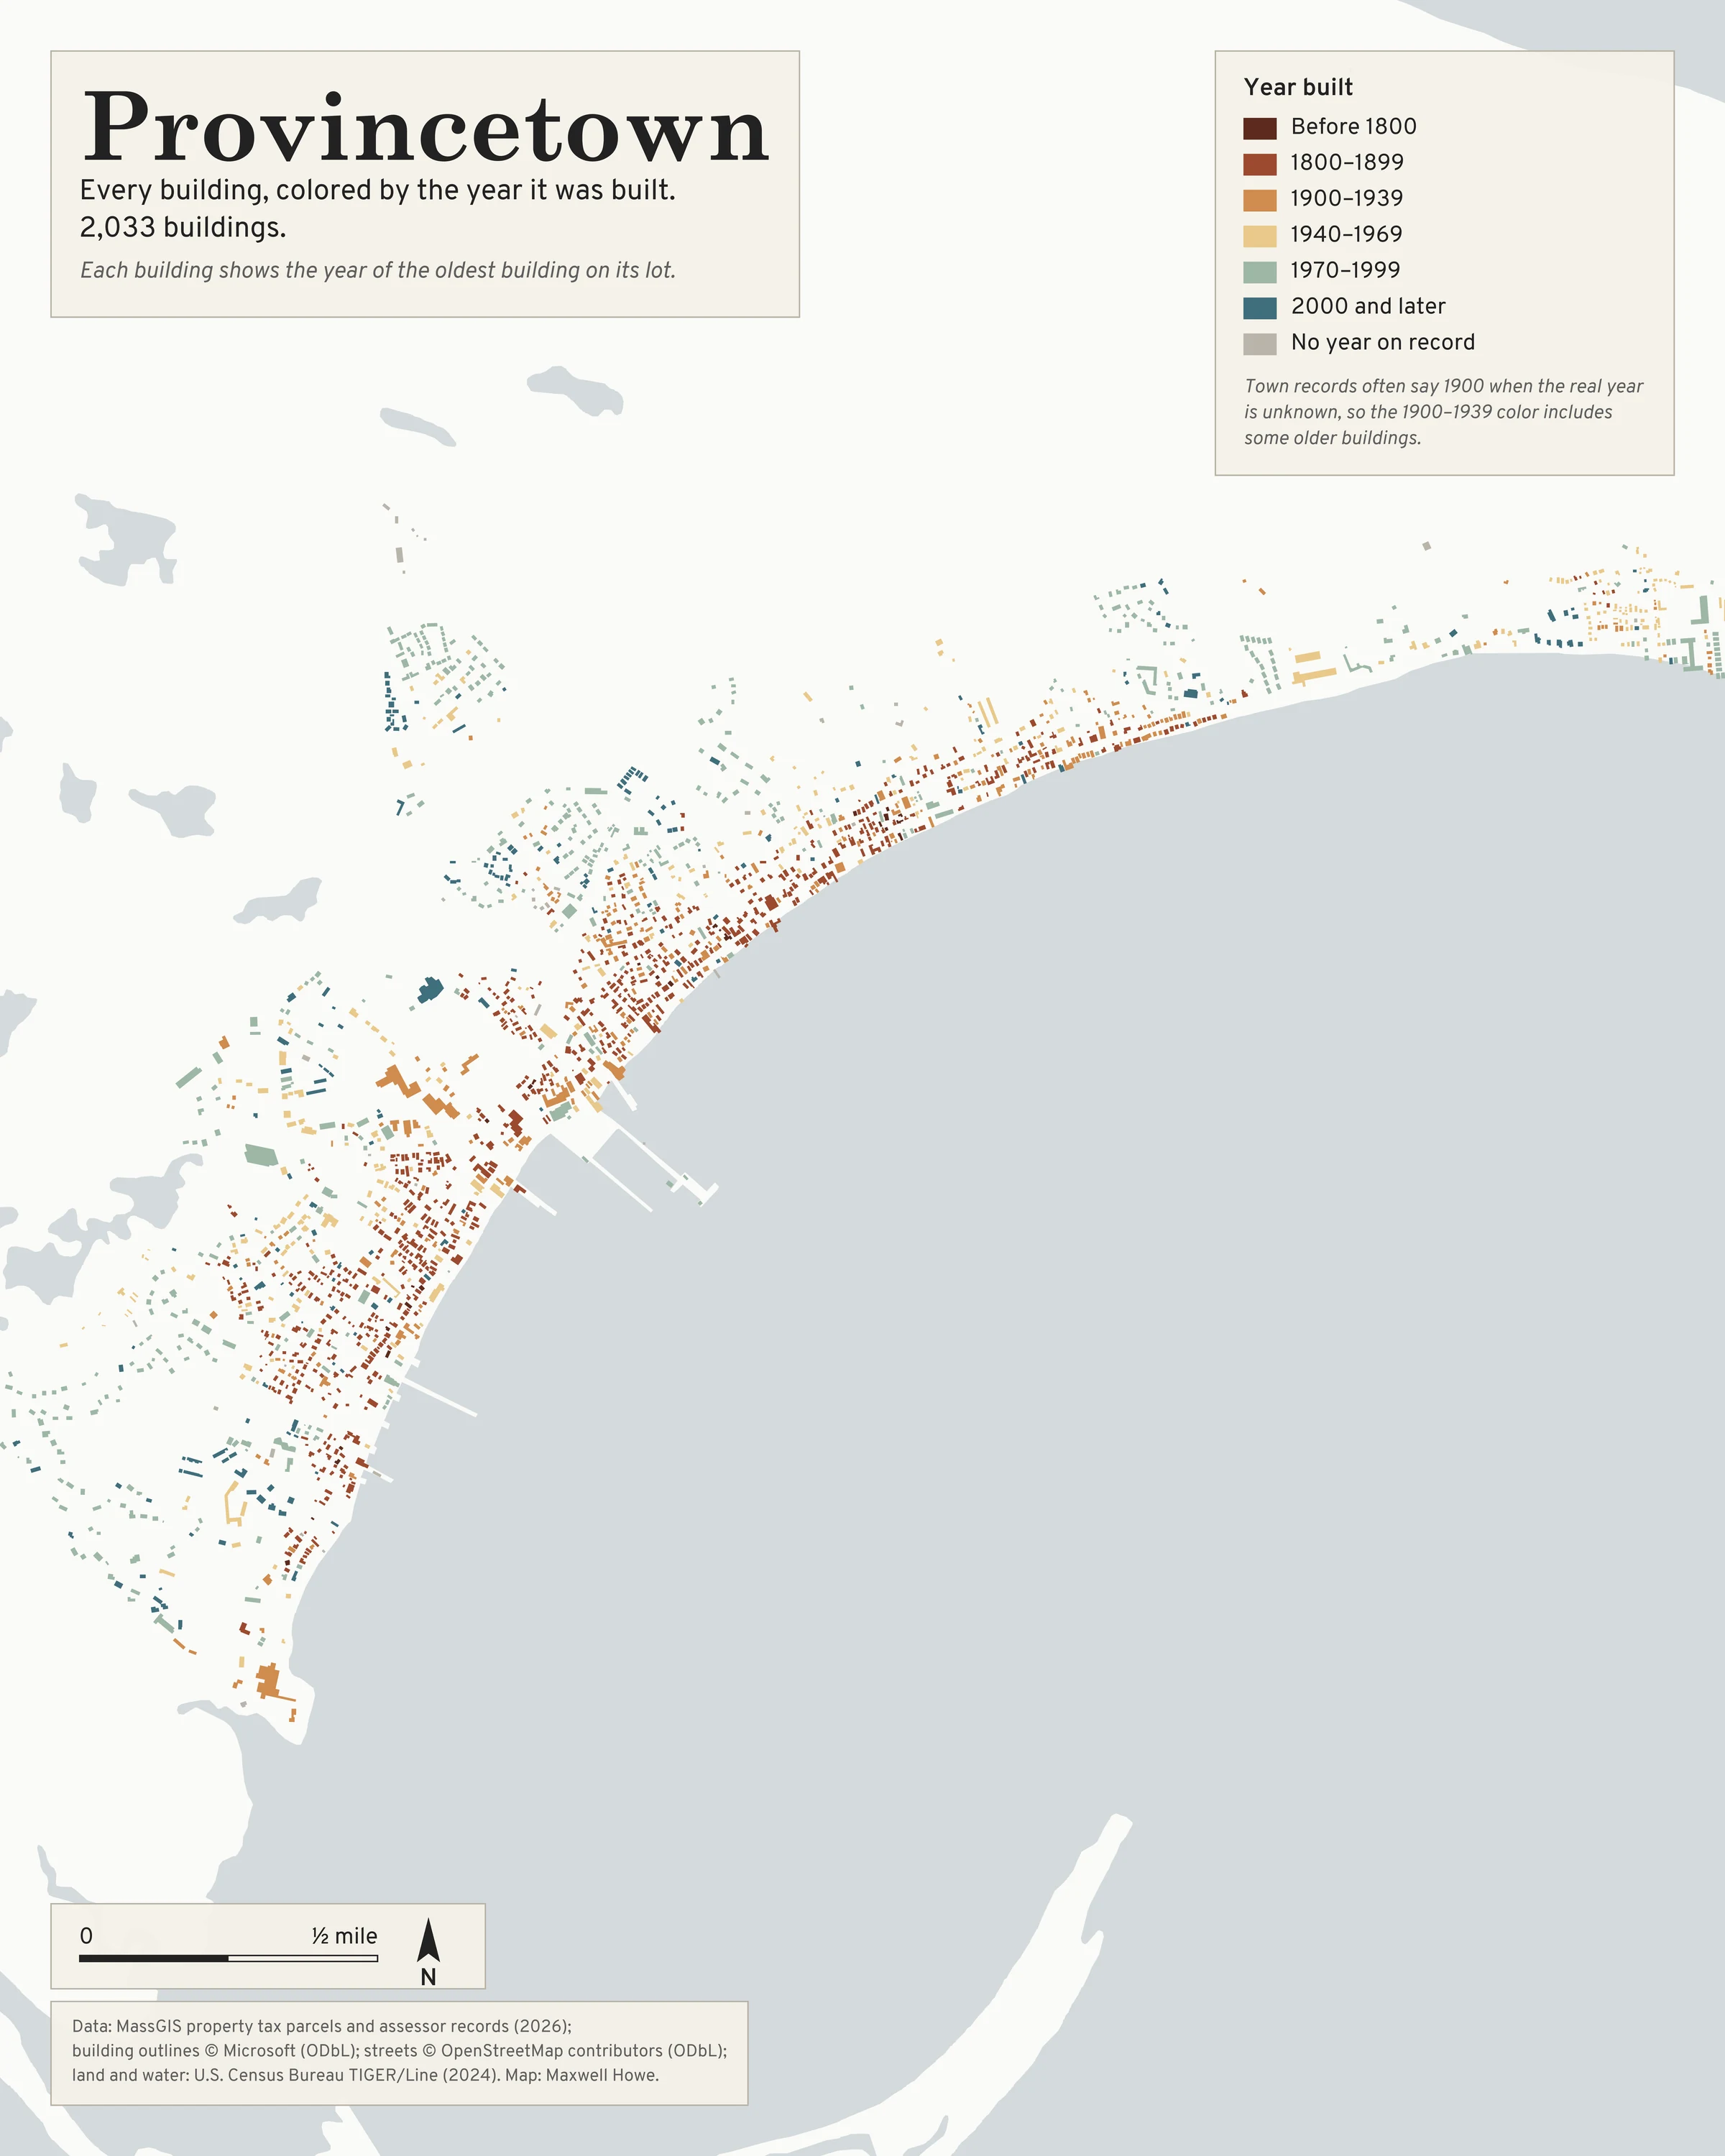 Provincetown
Every building, colored by the year it was built.
2,033 buildings.
Each building shows the year of the oldest building on its lot.
Year built
Before 1800
1800–1899
1900–1939
1940–1969
1970–1999
2000 and later
No year on record
Town records often say 1900 when the real year
is unknown, so the 1900–1939 color includes
some older buildings.
0 ½ mile
N
Data: MassGIS property tax parcels and assessor records (2026);
building outlines © Microsoft (ODbL); streets © OpenStreetMap contributors (ODbL);
land and water: U.S. Census Bureau TIGER/Line (2024). Map: Maxwell Howe.